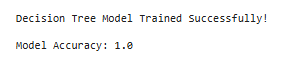 Decision Tree Model Trained Successfully!
Model Accuracy: 1.0